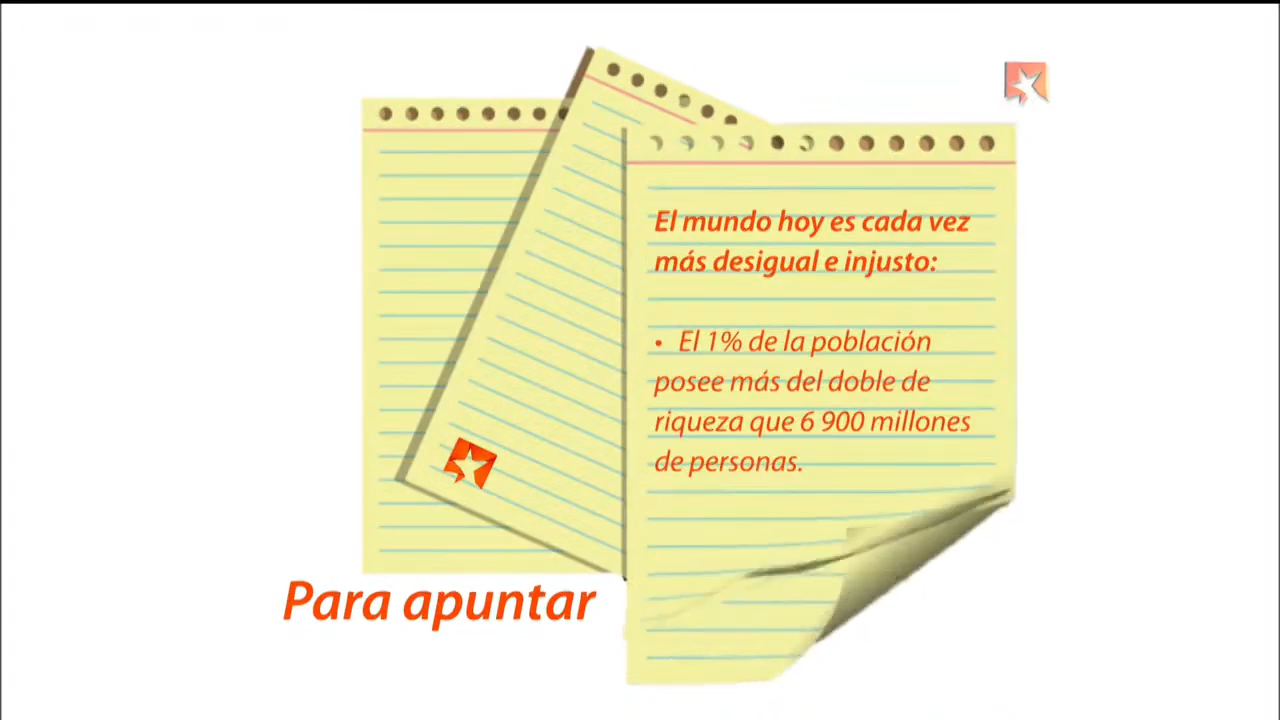 El mundo hoy es cada vez
más desigual e injusto:
• El 1% de la población
posee más del doble de
riqueza que 6 900 millones
de personas.
Para apuntar